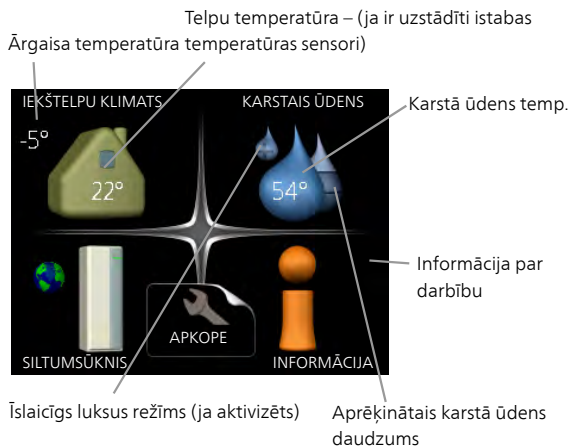 Telpu temperatūra – (ja ir uzstādīti istabas
Ārgaisa temperatūra temperatūras sensori)
IEKŠTELPU KLIMATS
KARSTAIS ŪDENS
Karstā ūdens temp.
-5°
22°
54°
Informācija par
darbību
APKOPE
SILTUMSŪKNIS
INFORMĀCIJA
Īslaicīgs luksus režīms (ja aktivizēts)
Aprēķinātais karstā ūdens
daudzums